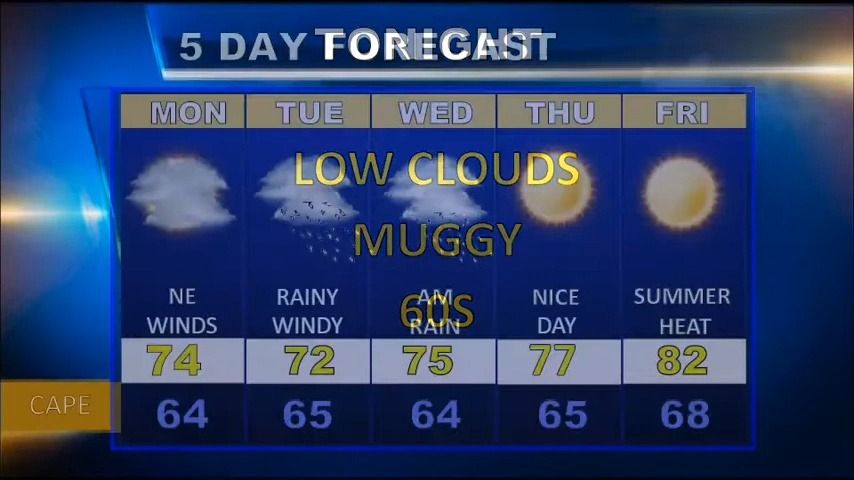 5 DAY FORECAST
TONIGHT
MON TUE WED THU FRI
LOW CLOUDS
MUGGY
60S
NE RAINY AM NICE SUMMER
WINDS WINDY RAIN DAY HEAT
74 72 75 77 82
CAPE
64 65 64 65 68